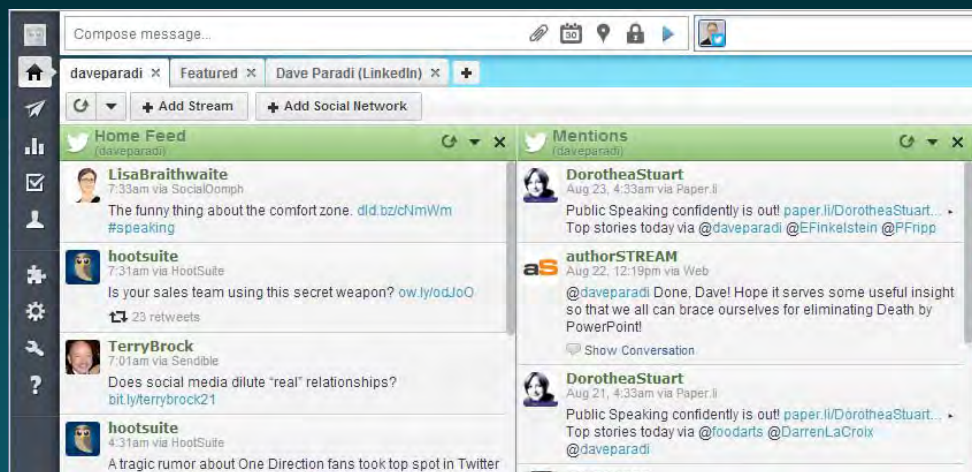 Compose message...
30
daveparadi ×
Featured ×
Dave Paradi (LinkedIn) ×
+
+ Add Stream
+ Add Social Network
Home Feed
(daveparadi)
LisaBraithwaite
7:33am via SocialOomph
The funny thing about the comfort zone. dld.bz/cNmWm
#speaking
hootsuite
7:31am via HootSuite
Is your sales team using this secret weapon? ow.ly/odJoO
23 retweets
TerryBrock
7:01am via Sendible
Does social media dilute “real” relationships?
bit.ly/terrybrock21
hootsuite
4:31am via HootSuite
A tragic rumor about One Direction fans took top spot in Twitter
Mentions
(daveparadi)
DorotheaStuart
Aug 23, 4:33am via Paper.li
Public Speaking confidently is out! paper.li/DorotheaStuart... ▸
Top stories today via @daveparadi @EFinkelstein @PFripp
aS
authorSTREAM
Aug 22, 12:19pm via Web
@daveparadi Done, Dave! Hope it serves some useful insight
so that we all can brace ourselves for eliminating Death by
PowerPoint!
Show Conversation
DorotheaStuart
Aug 21, 4:33am via Paper.li
Public Speaking confidently is out! paper.li/DorotheaStuart... ▸
Top stories today via @foodarts @DarrenLaCroix
@daveparadi
?